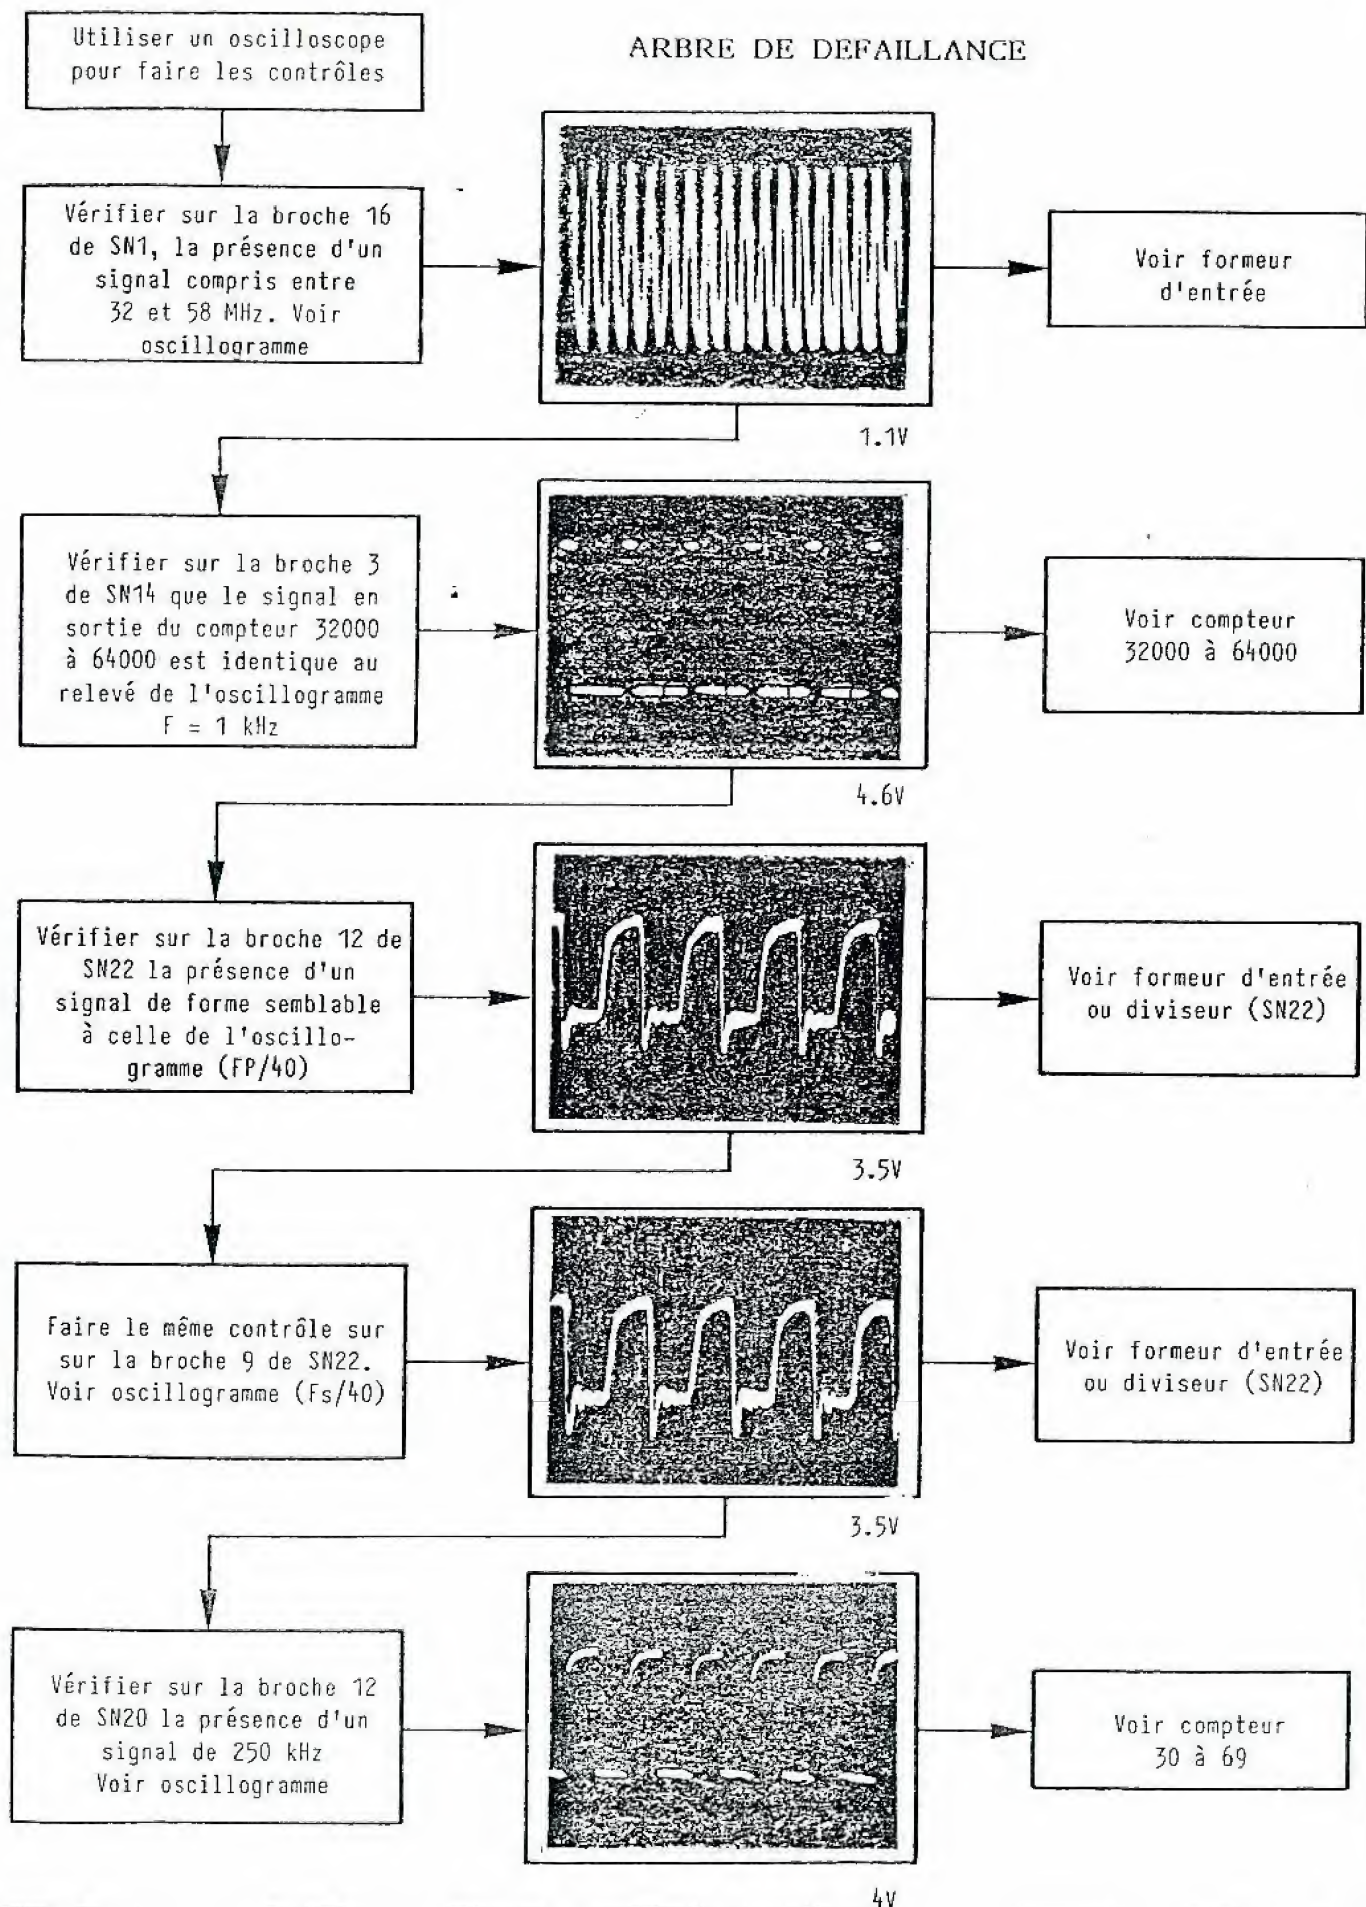 Utiliser un oscilloscope
pour faire les contrôles
ARBRE DE DEFAILLANCE
Vérifier sur la broche 16
de SN1, la présence d'un
signal compris entre
32 et 58 MHz. Voir
oscillogramme
1.1V
Voir formeur
d'entrée
Vérifier sur la broche 3
de SN14 que le signal en
sortie du compteur 32000
à 64000 est identique au
relevé de l'oscillogramme
F = 1 kHz
4.6V
Voir compteur
32000 à 64000
Vérifier sur la broche 12 de
SN22 la présence d'un
signal de forme semblable
à celle de l'oscillo-
gramme (FP/40)
3.5V
Voir formeur d'entrée
ou diviseur (SN22)
Faire le même contrôle sur
sur la broche 9 de SN22.
Voir oscillogramme (Fs/40)
3.5V
Voir formeur d'entrée
ou diviseur (SN22)
Vérifier sur la broche 12
de SN20 la présence d'un
signal de 250 kHz
Voir oscillogramme
4V
Voir compteur
30 à 69